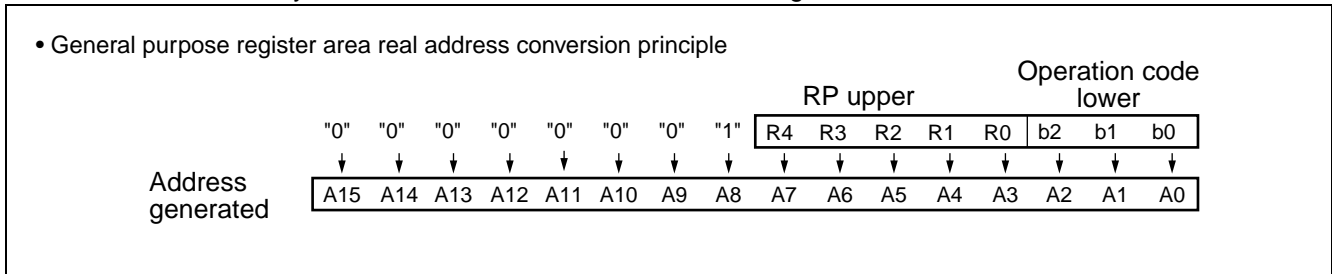 • General purpose register area real address conversion principle
Operation code
RP upper lower
"0" "0" "0" "0" "0" "0" "0" "1" R4 R3 R2 R1 R0 b2 b1 b0
Address
generated
A15 A14 A13 A12 A11 A10 A9 A8 A7 A6 A5 A4 A3 A2 A1 A0